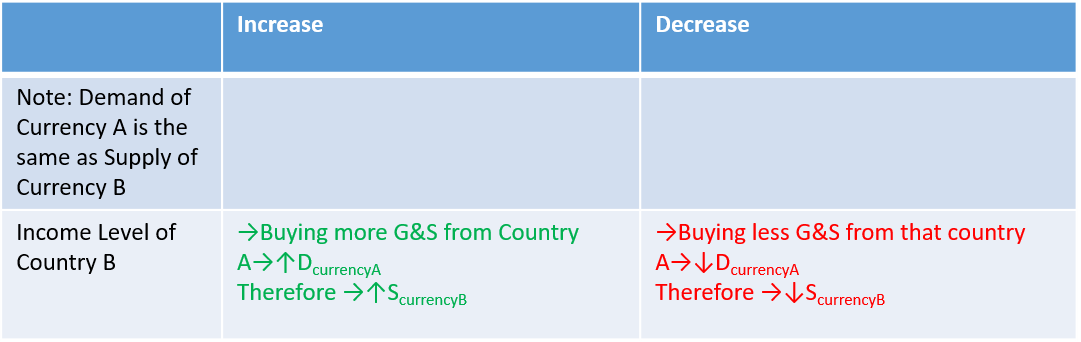 Increase
Decrease
Note: Demand of
Currency A is the
same as Supply of
Currency B
Income Level of
Country B
→Buying more G&S from Country
A→↑DcurrencyA
Therefore →↑ScurrencyB
→Buying less G&S from that country
A→↓DcurrencyA
Therefore →↓ScurrencyB